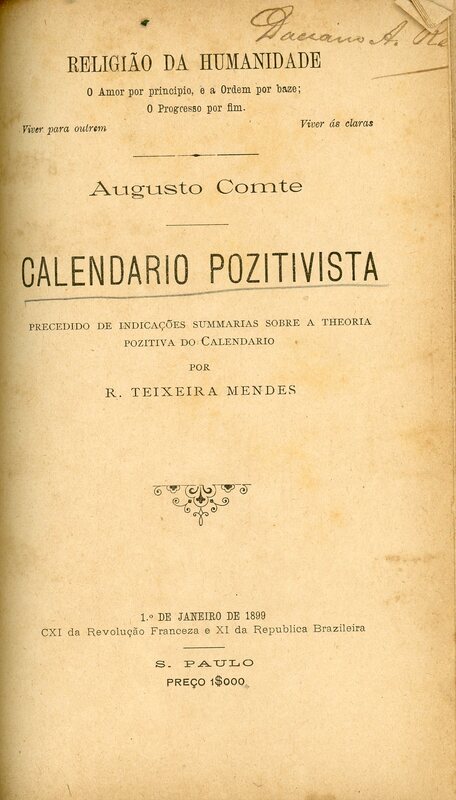 Daciano A.
RELIGIÃO DA HUMANIDADE
O Amor por principio, e a Ordem por baze;
O Progresso por fim.
Viver para outrem Viver ás claras
Augusto Comte
CALENDARIO POZITIVISTA
PRECEDIDO DE INDICAÇÕES SUMMARIAS SOBRE A THEORIA
POZITIVA DO CALENDARIO
POR
R. TEIXEIRA MENDES
1.º DE JANEIRO DE 1899
CXI da Revolução Franceza e XI da Republica Brazileira
S. PAULO
PREÇO 1$000